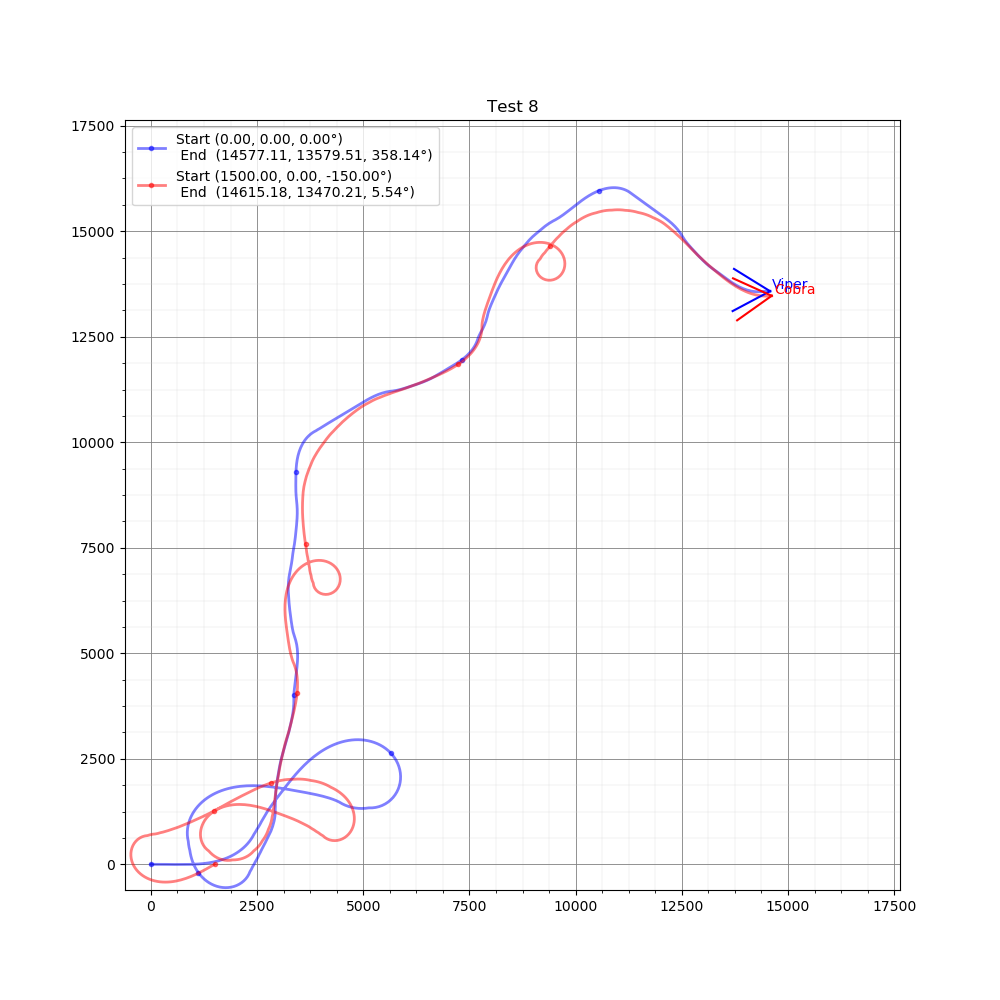 Test 8
Start (0.00, 0.00, 0.00°)
End (14577.11, 13579.51, 358.14°)
Start (1500.00, 0.00, -150.00°)
End (14615.18, 13470.21, 5.54°)
17500
15000
12500
10000
7500
5000
2500
0
Viper
Cobra
0 2500 5000 7500 10000 12500 15000 17500